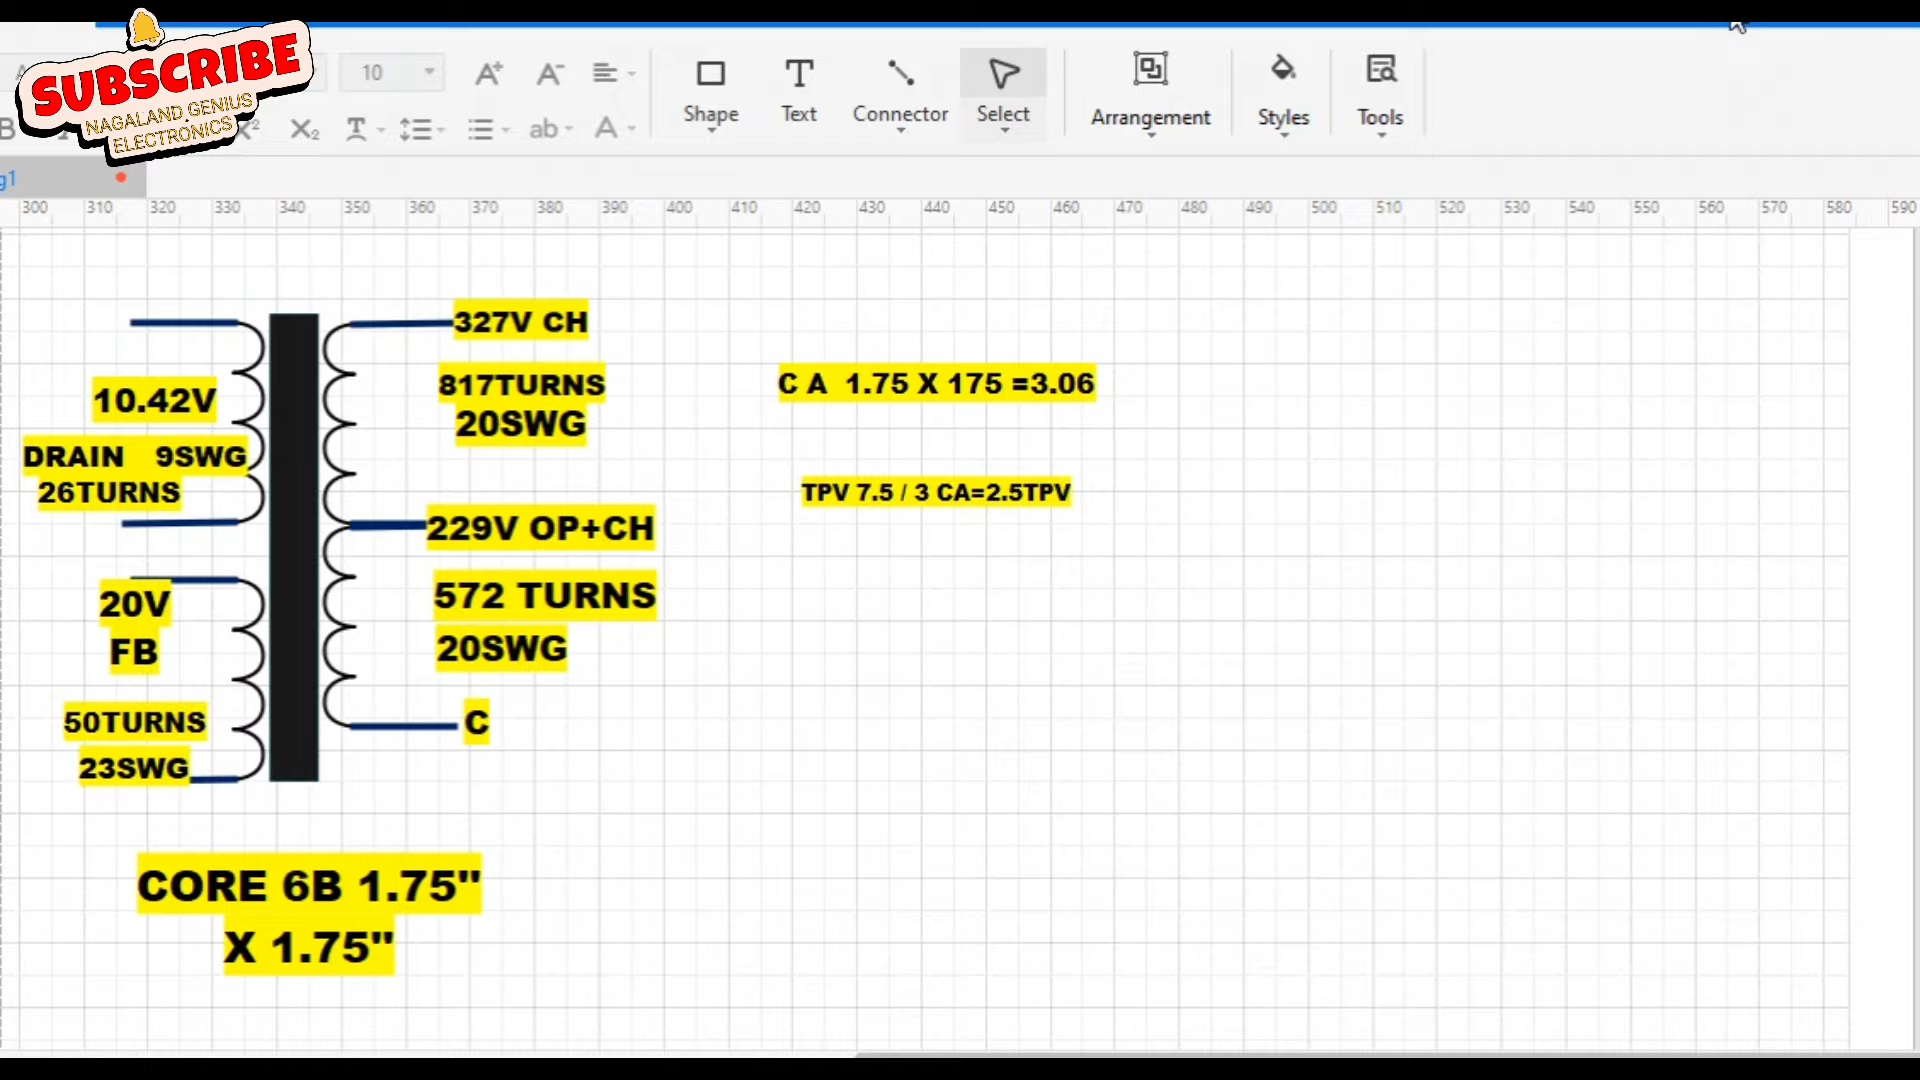 SUBSCRIBE
NAGALAND GENIUS
ELECTRONICS
10
A+ A-
Shape
Text
Connector
Select
Arrangement
Styles
Tools
B
X2
X2
ab
A
g1
300 310 320 330 340 350 360 370 380 390 400 410 420 430 440 450 460 470 480 490 500 510 520 530 540 550 560 570 580 590
327V CH
817TURNS
20SWG
10.42V
DRAIN 9SWG
26TURNS
229V OP+CH
572 TURNS
20SWG
C
20V
FB
50TURNS
23SWG
C A 1.75 X 175 =3.06
TPV 7.5 / 3 CA=2.5TPV
CORE 6B 1.75"
X 1.75"